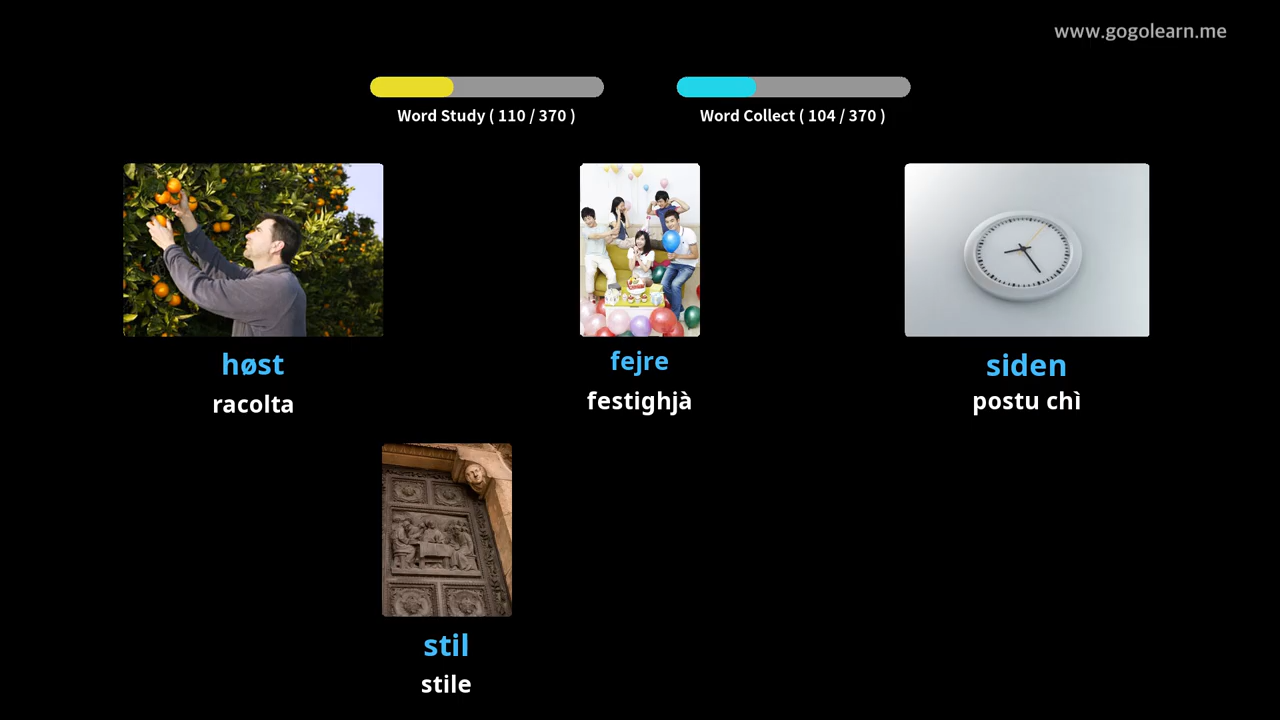 www.gogolearn.me
Word Study ( 110 / 370 )
Word Collect ( 104 / 370 )
høst
racolta
fejre
festighjà
siden
postu chì
stil
stile